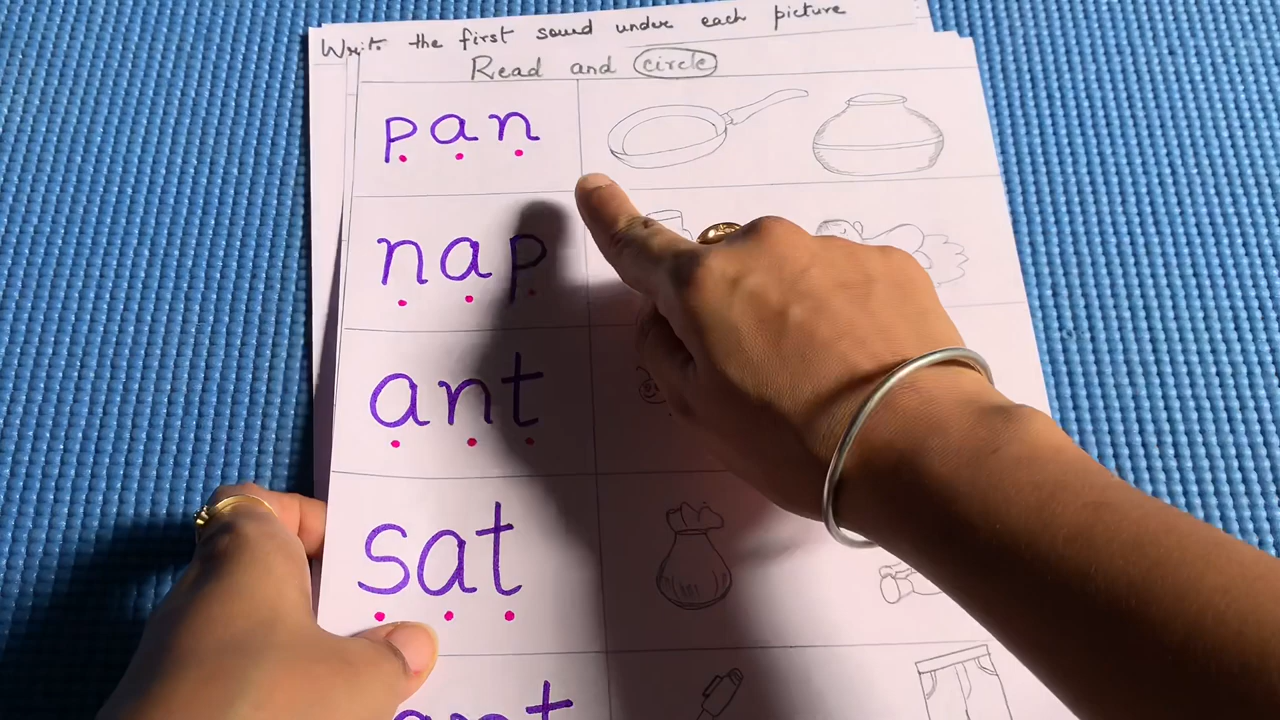 Write the first sound under each picture
Read and circle
pan
nap
ant
sat